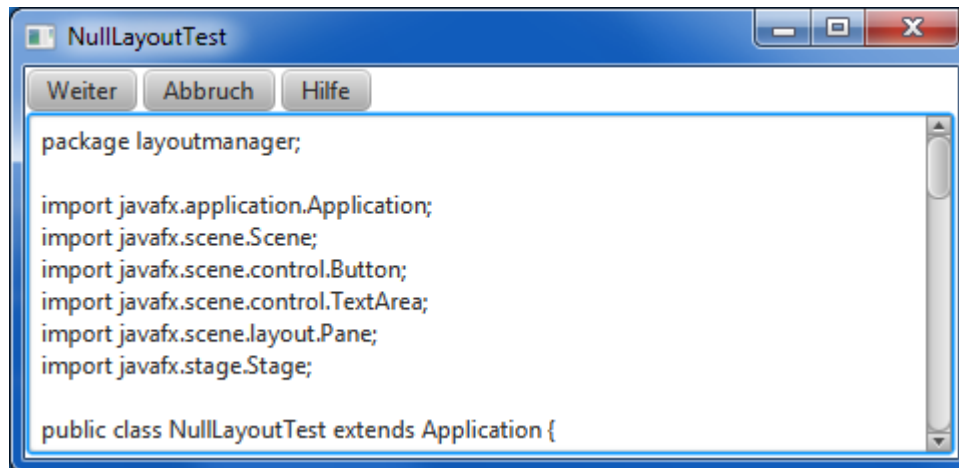 NullLayoutTest
Weiter Abbruch Hilfe
package layoutmanager;
import javafx.application.Application;
import javafx.scene.Scene;
import javafx.scene.control.Button;
import javafx.scene.control.TextArea;
import javafx.scene.layout.Pane;
import javafx.stage.Stage;
public class NullLayoutTest extends Application {